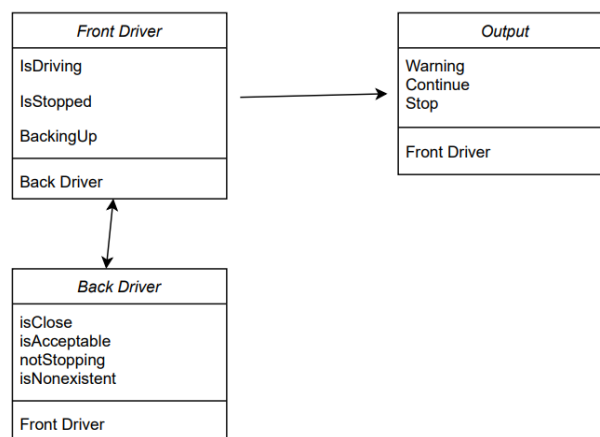 Front Driver
IsDriving
IsStopped
BackingUp
Back Driver
Output
Warning
Continue
Stop
Front Driver
Back Driver
isClose
isAcceptable
notStopping
isNonexistent
Front Driver